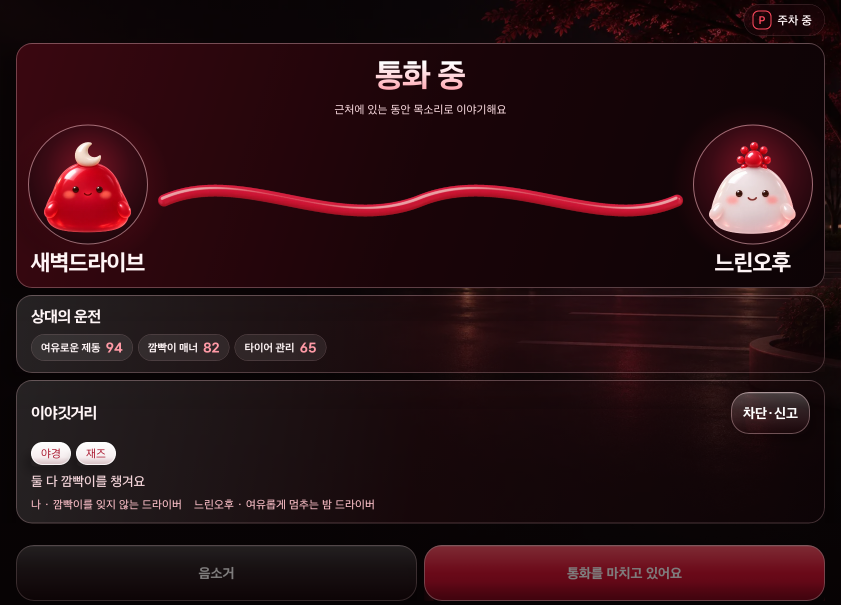 P 주차 중
통화 중
근처에 있는 동안 목소리로 이야기해요
새벽드라이브
느린오후
상대의 운전
여유로운 제동 94 깜빡이 매너 82 타이어 관리 65
이야깃거리
차단·신고
야경 재즈
둘 다 깜빡이를 챙겨요
나 · 깜빡이를 잊지 않는 드라이버 느린오후 · 여유롭게 멈추는 밤 드라이버
음소거
통화를 마치고 있어요